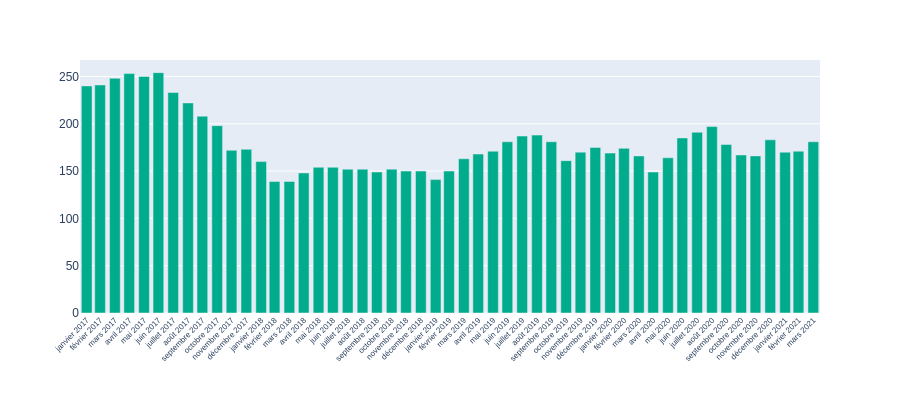 250
200
150
100
50
0
janvier 2017
février 2017
mars 2017
avril 2017
mai 2017
juin 2017
juillet 2017
août 2017
septembre 2017
octobre 2017
novembre 2017
décembre 2017
janvier 2018
février 2018
mars 2018
avril 2018
mai 2018
juin 2018
juillet 2018
août 2018
septembre 2018
octobre 2018
novembre 2018
décembre 2018
janvier 2019
février 2019
mars 2019
avril 2019
mai 2019
juin 2019
juillet 2019
août 2019
septembre 2019
octobre 2019
novembre 2019
décembre 2019
janvier 2020
février 2020
mars 2020
avril 2020
mai 2020
juin 2020
juillet 2020
août 2020
septembre 2020
octobre 2020
novembre 2020
décembre 2020
janvier 2021
février 2021
mars 2021